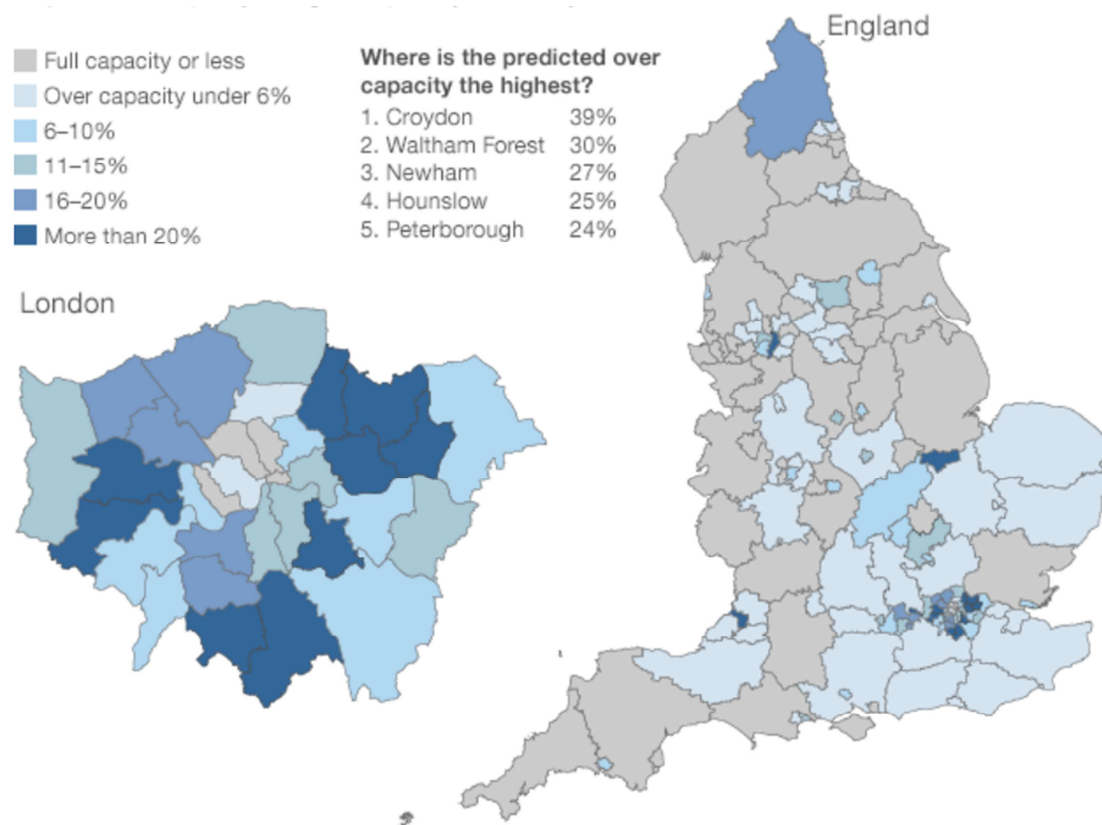 England
Full capacity or less
Over capacity under 6%
6–10%
11–15%
16–20%
More than 20%
Where is the predicted over
capacity the highest?
1. Croydon 39%
2. Waltham Forest 30%
3. Newham 27%
4. Hounslow 25%
5. Peterborough 24%
London